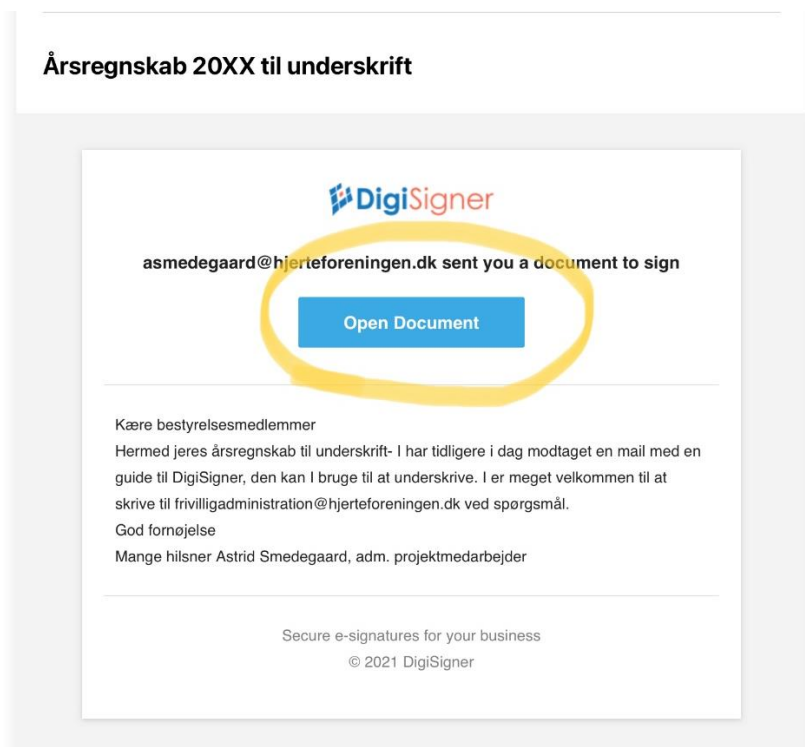 Årsregnskab 20XX til underskrift
DigiSigner
asmedegaard@hjerteforeningen.dk sent you a document to sign
Open Document
Kære bestyrelsesmedlemmer
Hermed jeres årsregnskab til underskrift- I har tidligere i dag modtaget en mail med en
guide til DigiSigner, den kan I bruge til at underskrive. I er meget velkommen til at
skrive til frivilligadministration@hjerteforeningen.dk ved spørgsmål.
God fornøjelse
Mange hilsner Astrid Smedegaard, adm. projektmedarbejder
Secure e-signatures for your business
© 2021 DigiSigner